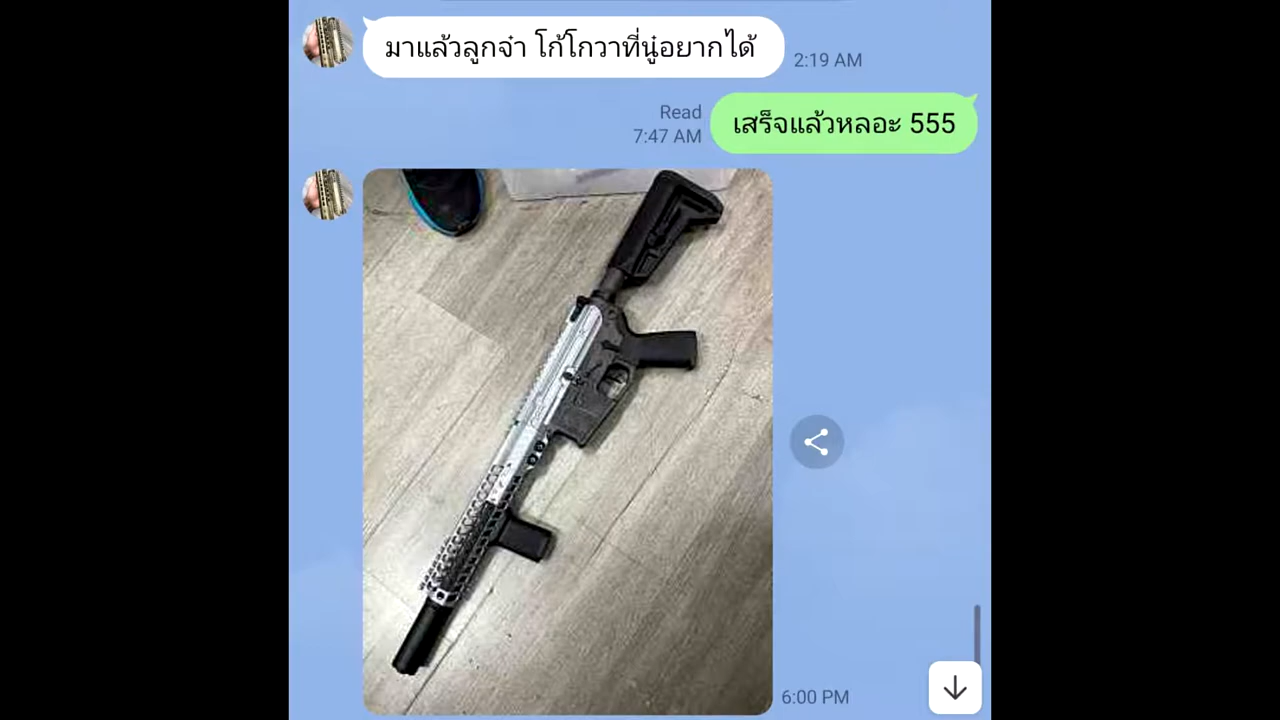 มาแล้วลูกจ๋า โก้โกวาที่นู๋อยากได้
2:19 AM
Read
7:47 AM
เสร็จแล้วหลอะ 555
6:00 PM